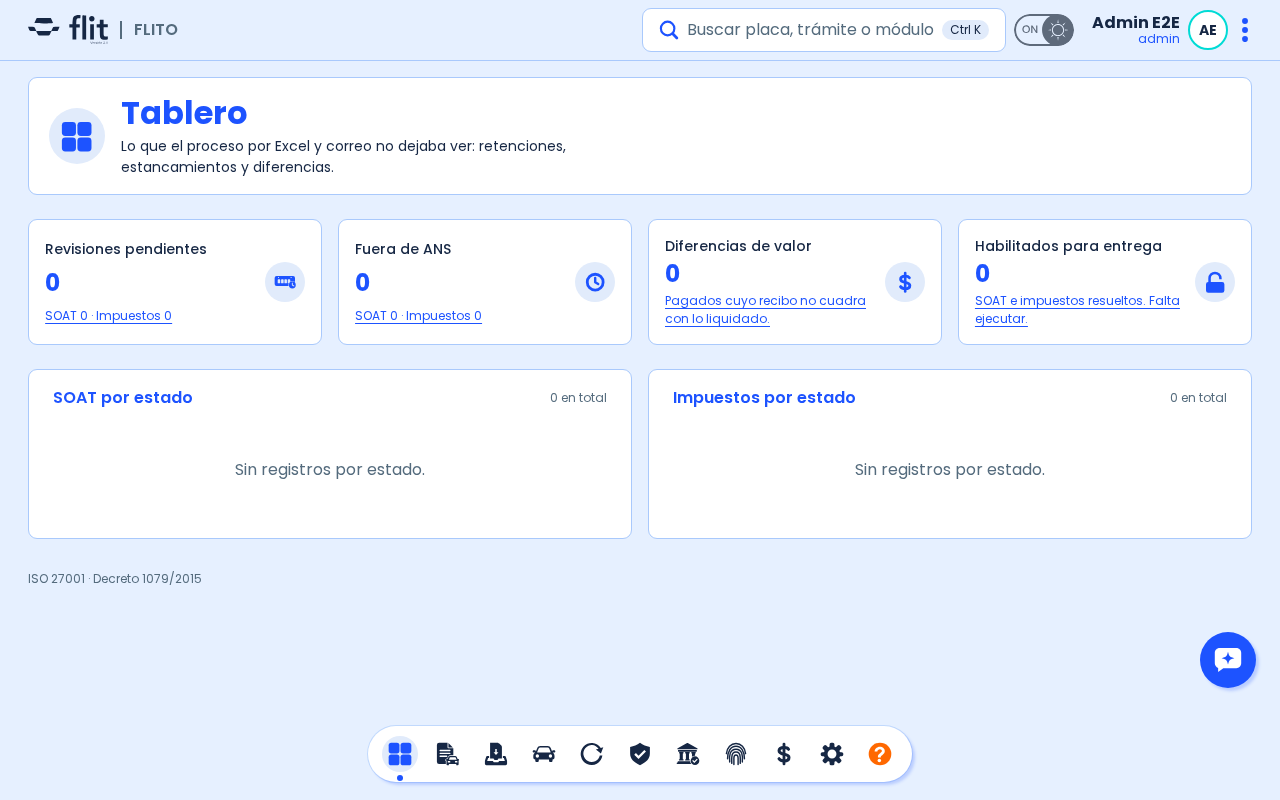 flit
FLITO
Buscar placa, trámite o módulo
Ctrl K
ON
Admin E2E
admin
AE
Tablero
Lo que el proceso por Excel y correo no dejaba ver: retenciones,
estancamientos y diferencias.
Revisiones pendientes
0
SOAT 0 · Impuestos 0
Fuera de ANS
0
SOAT 0 · Impuestos 0
Diferencias de valor
0
Pagados cuyo recibo no cuadra
con lo liquidado.
Habilitados para entrega
0
SOAT e impuestos resueltos. Falta
ejecutar.
SOAT por estado
0 en total
Sin registros por estado.
Impuestos por estado
0 en total
Sin registros por estado.
ISO 27001 · Decreto 1079/2015